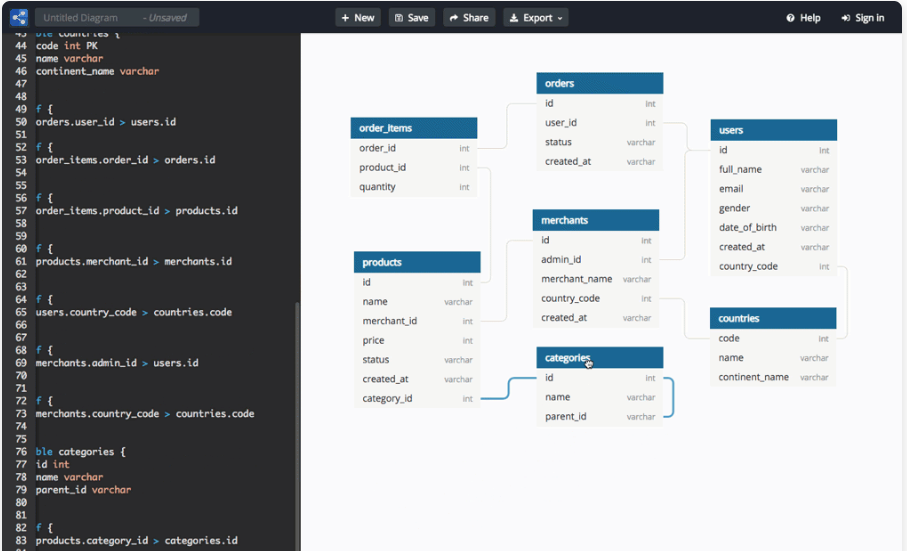 Untitled Diagram - Unsaved
+ New
Save
Share
Export
Help
Sign in
43 ble countries {
44 code int PK
45 name varchar
46 continent_name varchar
47
48
49 f {
50 orders.user_id > users.id
51
52 f {
53 order_items.order_id > orders.id
54
55
56 f {
57 order_items.product_id > products.id
58
59
60 f {
61 products.merchant_id > merchants.id
62
63
64 f {
65 users.country_code > countries.code
66
67
68 f {
69 merchants.admin_id > users.id
70
71
72 f {
73 merchants.country_code > countries.code
74
75
76 ble categories {
77 id int
78 name varchar
79 parent_id varchar
80
81
82 f {
83 products.category_id > categories.id
order_items
order_id int
product_id int
quantity int
orders
id int
user_id int
status varchar
created_at varchar
users
id int
full_name varchar
email varchar
gender varchar
date_of_birth varchar
created_at varchar
country_code int
merchants
id int
admin_id int
merchant_name varchar
country_code int
created_at varchar
products
id int
name varchar
merchant_id int
price int
status varchar
created_at varchar
category_id int
countries
code int
name varchar
continent_name varchar
categories
id int
name varchar
parent_id varchar